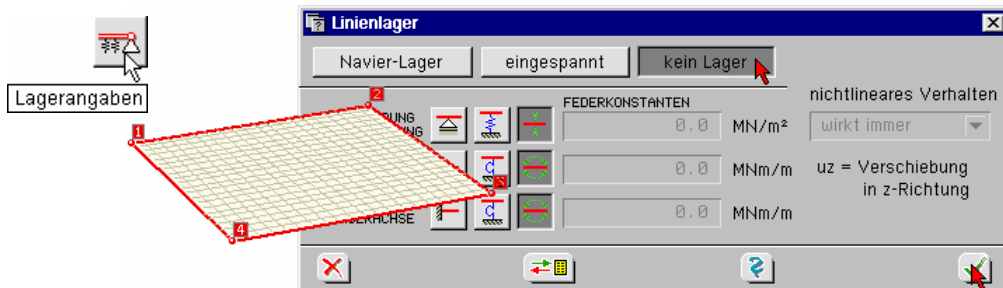 Linienlager
Navier-Lager
eingespannt
kein Lager
Lagerangaben
1
2
3
4
FEDERKONSTANTEN
0.0 MN/m²
0.0 MNm/m
0.0 MNm/m
nichtlineares Verhalten
wirkt immer
uz = Verschiebung
in z-Richtung